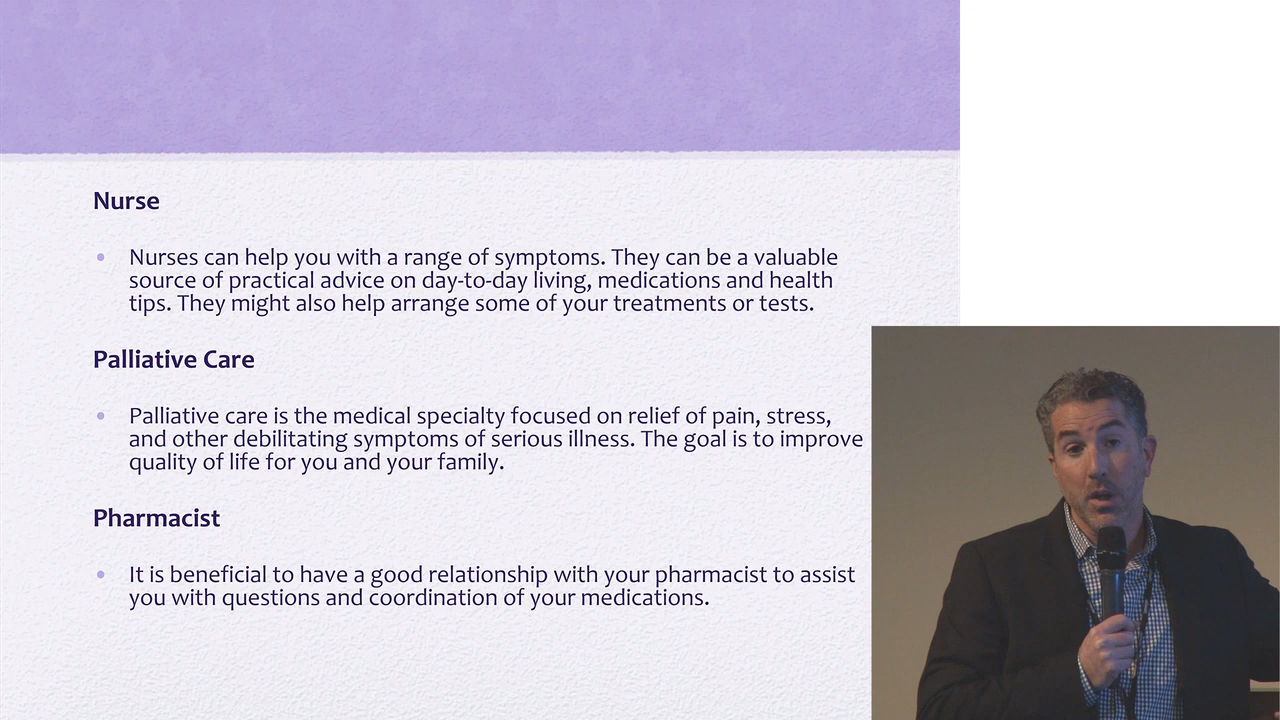 Nurse
• Nurses can help you with a range of symptoms. They can be a valuable
source of practical advice on day-to-day living, medications and health
tips. They might also help arrange some of your treatments or tests.
Palliative Care
• Palliative care is the medical specialty focused on relief of pain, stress,
and other debilitating symptoms of serious illness. The goal is to improve
quality of life for you and your family.
Pharmacist
• It is beneficial to have a good relationship with your pharmacist to assist
you with questions and coordination of your medications.